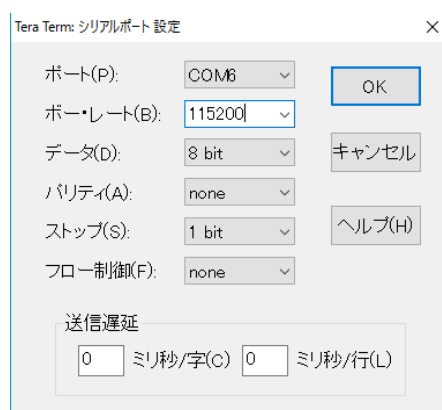 Tera Term: シリアルポート 設定
ポート(P): COM6 OK
ボー・レート(B): 115200
データ(D): 8 bit キャンセル
パリティ(A): none
ストップ(S): 1 bit ヘルプ(H)
フロー制御(F): none
送信遅延
0 ミリ秒/字(C) 0 ミリ秒/行(L)